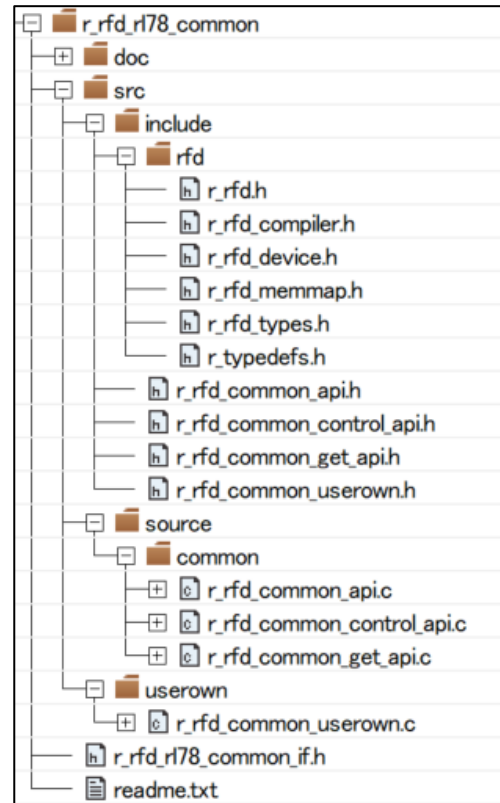 r_rfd_rl78_common
doc
src
include
rfd
r_rfd.h
r_rfd_compiler.h
r_rfd_device.h
r_rfd_memmap.h
r_rfd_types.h
r_typedefs.h
r_rfd_common_api.h
r_rfd_common_control_api.h
r_rfd_common_get_api.h
r_rfd_common_userown.h
source
common
r_rfd_common_api.c
r_rfd_common_control_api.c
r_rfd_common_get_api.c
userown
r_rfd_common_userown.c
r_rfd_rl78_common_if.h
readme.txt